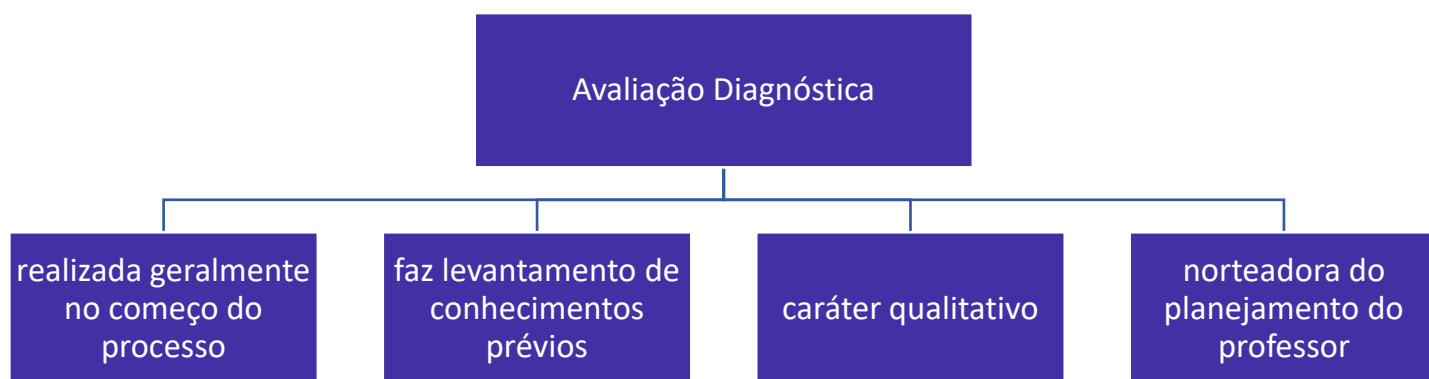 Avaliação Diagnóstica
realizada geralmente
no começo do
processo
faz levantamento de
conhecimentos
prévios
caráter qualitativo
norteadora do
planejamento do
professor